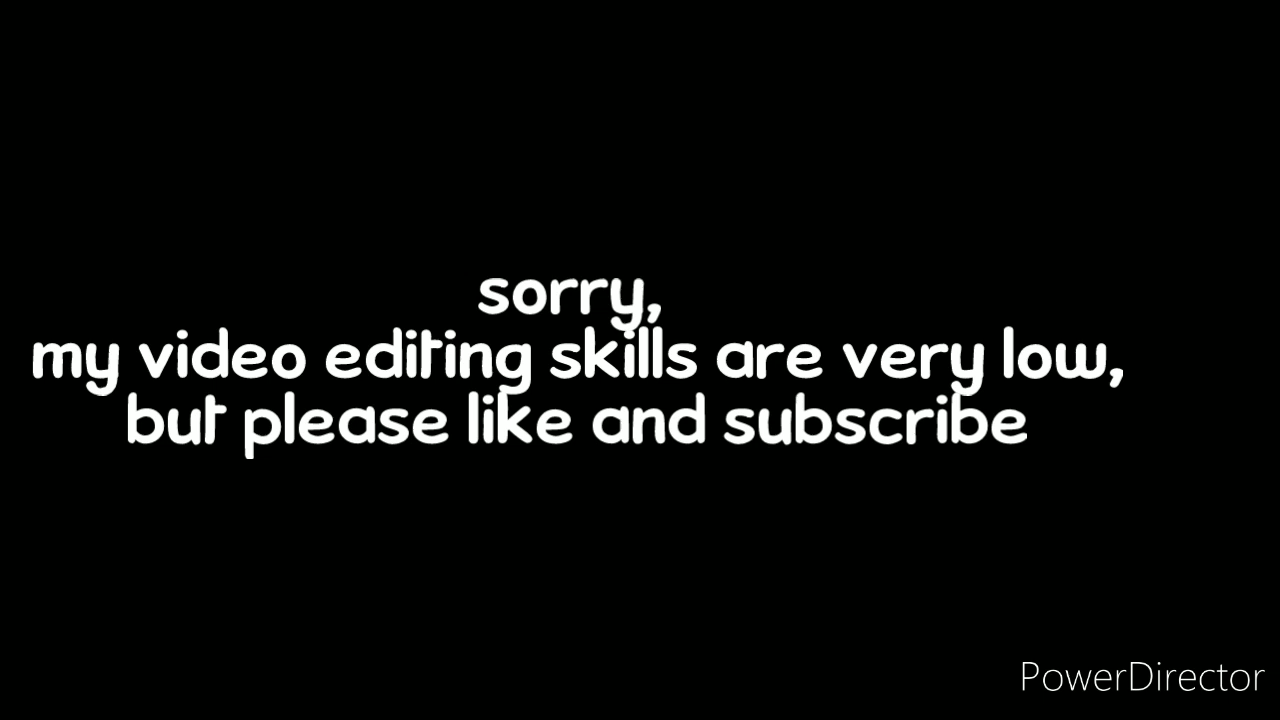 sorry,
my video editing skills are very low,
but please like and subscribe
PowerDirector